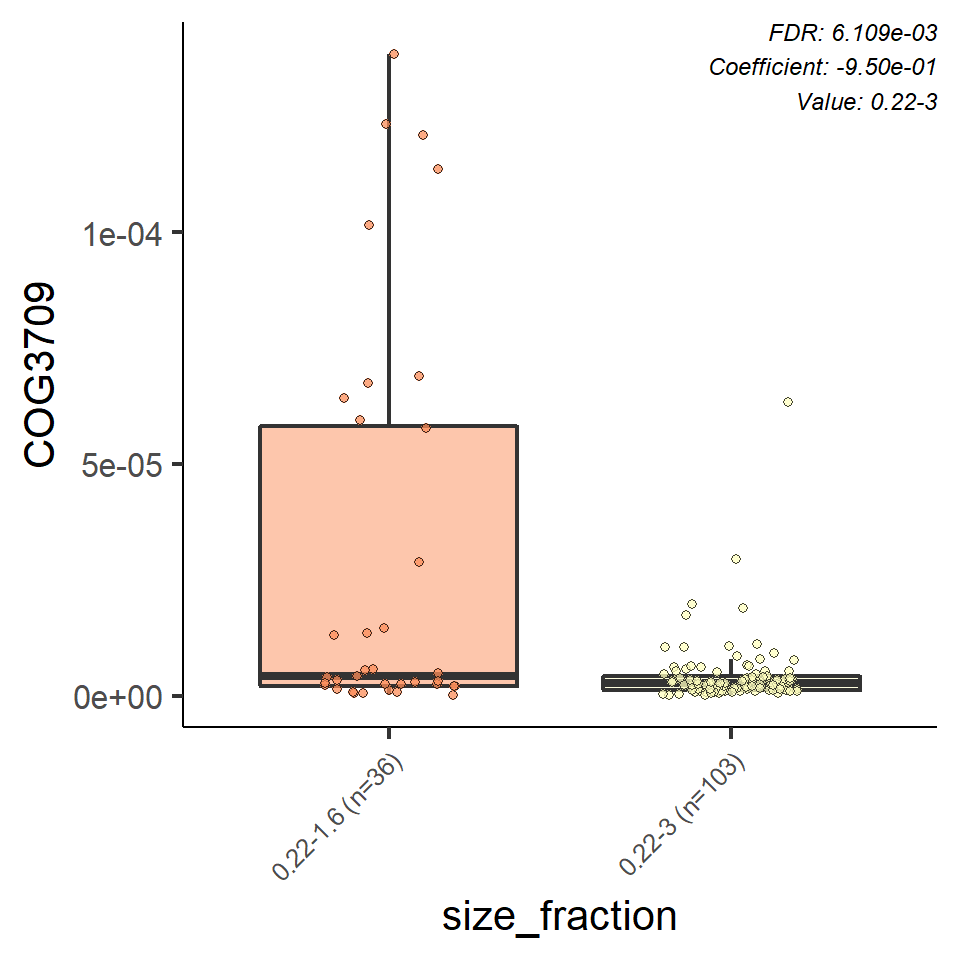 FDR: 6.109e-03
Coefficient: -9.50e-01
Value: 0.22-3
COG3709
1e-04
5e-05
0e+00
0.22-1.6 (n=36)
0.22-3 (n=103)
size_fraction